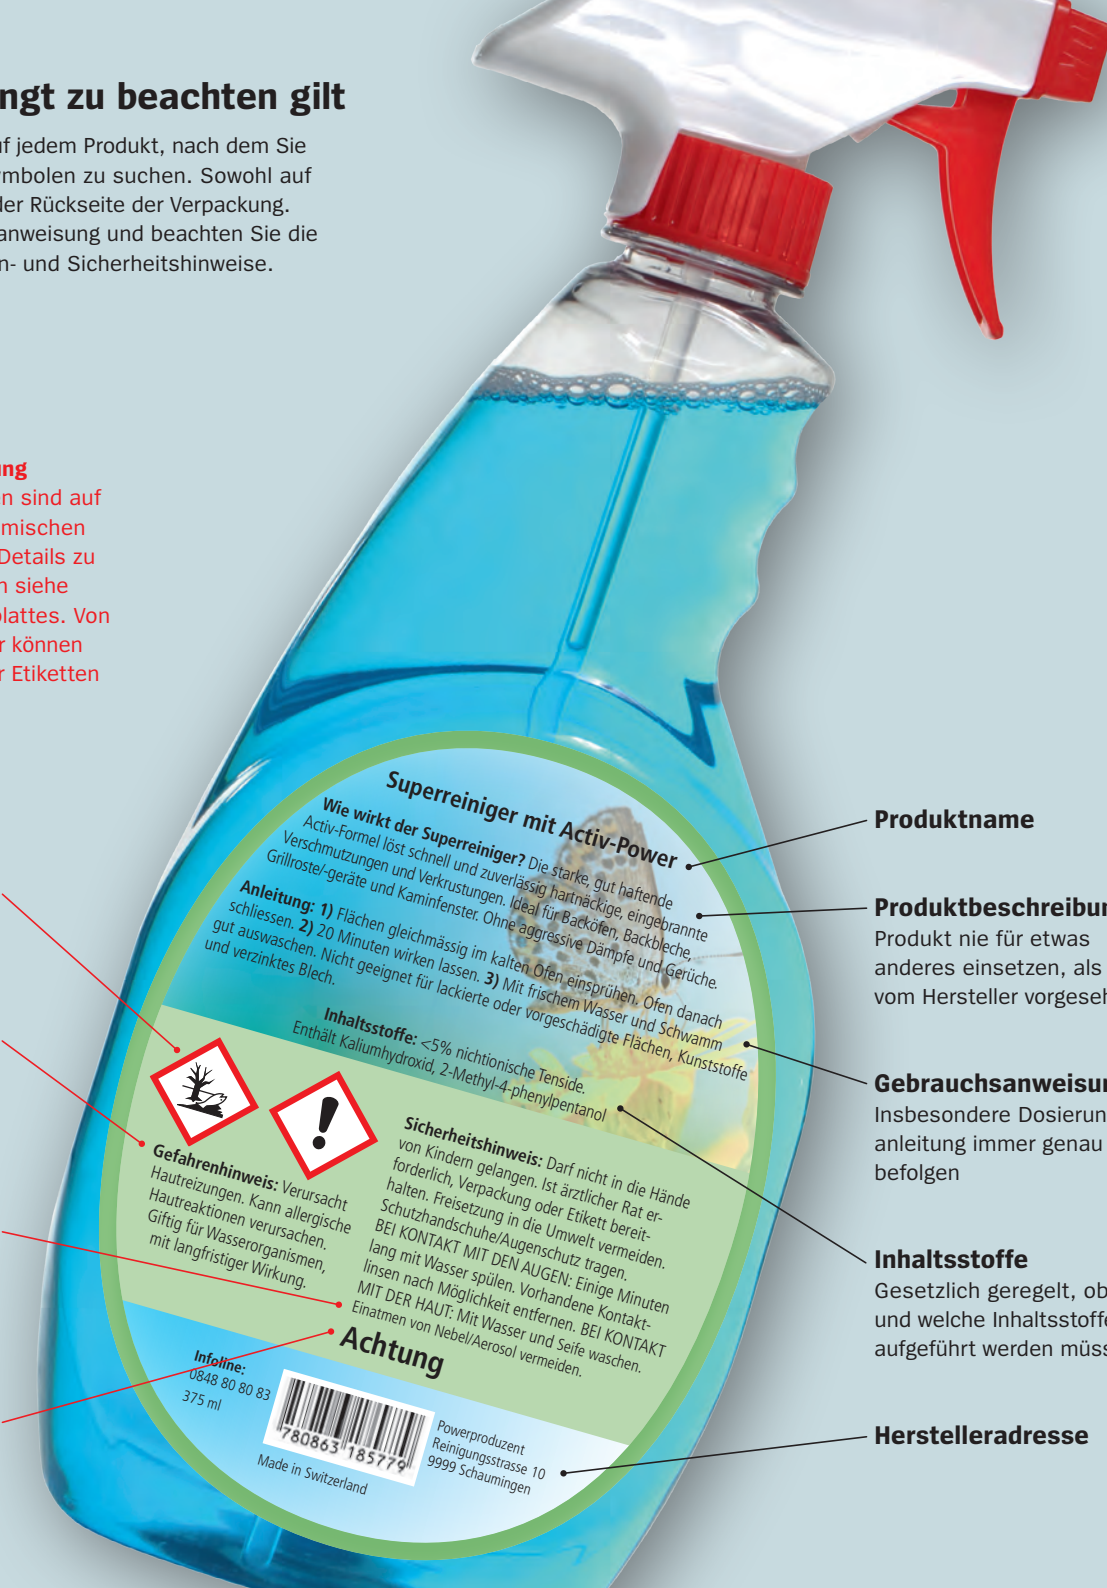 ngt zu beachten gilt
uf jedem Produkt, nach dem Sie
mbolen zu suchen. Sowohl auf
der Rückseite der Verpackung.
anweisung und beachten Sie die
n- und Sicherheitshinweise.
ung
n sind auf
mischen
Details zu
n siehe
lattes. Von
r können
r Etiketten
Superreiniger mit Activ-Power
Wie wirkt der Superreiniger? Die starke, gut haftende
Activ-Formel löst schnell und zuverlässig hartnäckige, eingebrannte
Verschmutzungen und Verkrustungen. Ideal für Backöfen, Backbleche,
Grillroste/-geräte und Kaminfenster. Ohne aggressive Dämpfe und Gerüche.
Anleitung: 1) Flächen gleichmässig im kalten Ofen einsprühen. Ofen danach
schliessen. 2) 20 Minuten wirken lassen. 3) Mit frischem Wasser und Schwamm
gut auswaschen. Nicht geeignet für lackierte oder vorgeschädigte Flächen, Kunststoffe
und verzinktes Blech.
Inhaltsstoffe: <5% nichtionische Tenside.
Enthält Kaliumhydroxid, 2-Methyl-4-phenylpentanol
Gefahrenhinweis: Verursacht
Hautreizungen. Kann allergische
Hautreaktionen verursachen.
Giftig für Wasserorganismen,
mit langfristiger Wirkung.
Sicherheitshinweis: Darf nicht in die Hände
von Kindern gelangen. Ist ärztlicher Rat er-
forderlich, Verpackung oder Etikett bereit-
halten. Freisetzung in die Umwelt vermeiden.
Schutzhandschuhe/Augenschutz tragen.
BEI KONTAKT MIT DEN AUGEN: Einige Minuten
lang mit Wasser spülen. Vorhandene Kontakt-
linsen nach Möglichkeit entfernen. BEI KONTAKT
MIT DER HAUT: Mit Wasser und Seife waschen.
Einatmen von Nebel/Aerosol vermeiden.
Achtung
Infoline:
0848 80 80 83
375 ml
780863 185779
Made in Switzerland
Powerproduzent
Reinigungsstrasse 10
9999 Schaumingen
Produktname
Produktbeschreibun
Produkt nie für etwas
anderes einsetzen, als
vom Hersteller vorgeseh
Gebrauchsanweisun
Insbesondere Dosierun
anleitung immer genau
befolgen
Inhaltsstoffe
Gesetzlich geregelt, ob
und welche Inhaltsstoffe
aufgeführt werden müss
Herstelleradresse